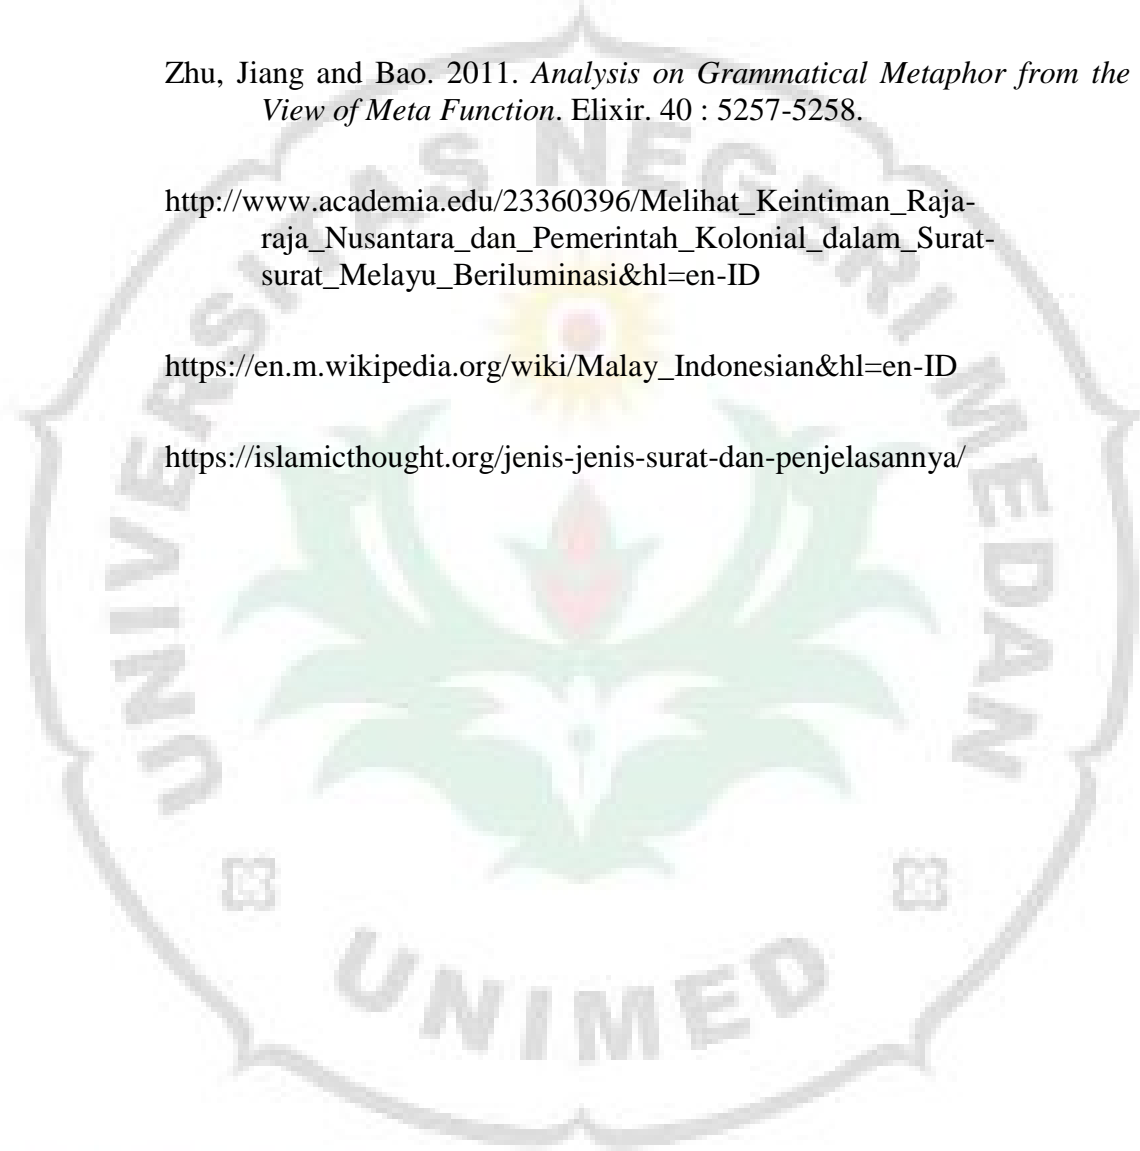 Zhu, Jiang and Bao. 2011. Analysis on Grammatical Metaphor from the
View of Meta Function. Elixir. 40 : 5257-5258.
http://www.academia.edu/23360396/Melihat_Keintiman_Raja-
raja_Nusantara_dan_Pemerintah_Kolonial_dalam_Surat-
surat_Melayu_Beriluminasi&hl=en-ID
https://en.m.wikipedia.org/wiki/Malay_Indonesian&hl=en-ID
https://islamicthought.org/jenis-jenis-surat-dan-penjelasannya/
UNIVERSITAS NEGERI MEDAN
UNIMED